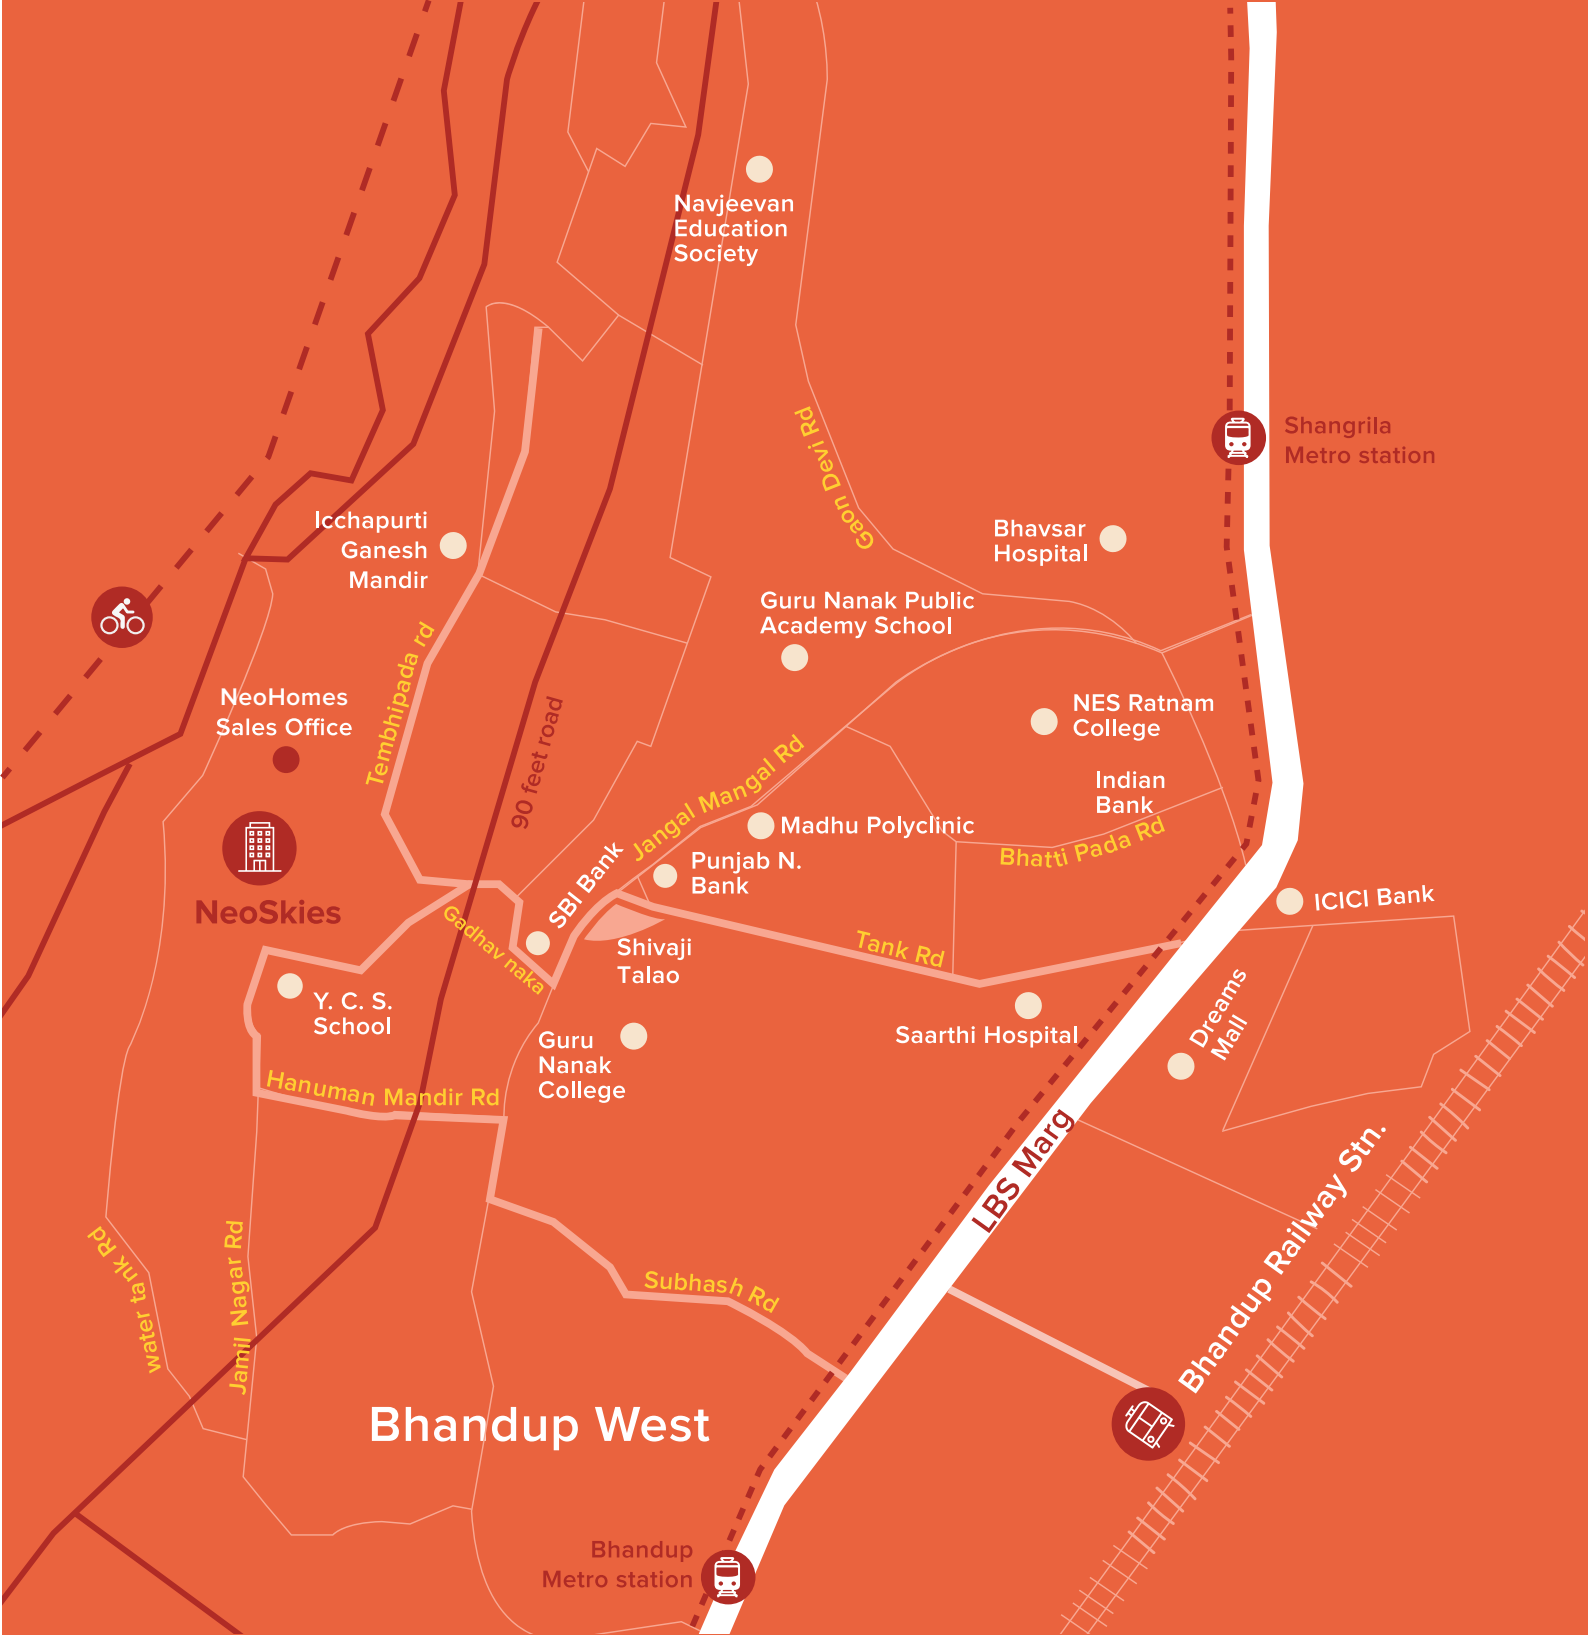 Navjeevan
Education
Society
Shangrila
Metro station
Gaon Devi Rd
Icchapurti
Ganesh
Mandir
Bhavsar
Hospital
Guru Nanak Public
Academy School
Tembhipada rd
NeoHomes
Sales Office
NES Ratnam
College
90 feet road
Jangal Mangal Rd
Indian
Bank
Madhu Polyclinic
Bhatti Pada Rd
SBI Bank
Punjab N.
Bank
NeoSkies
ICICI Bank
Gadhav naka
Shivaji
Talao
Tank Rd
Y. C. S.
School
Saarthi Hospital
Dreams
Mall
Guru
Nanak
College
Hanuman Mandir Rd
LBS Marg
Bhandup Railway Stn.
water tank Rd
Jamil Nagar Rd
Subhash Rd
Bhandup West
Bhandup
Metro station